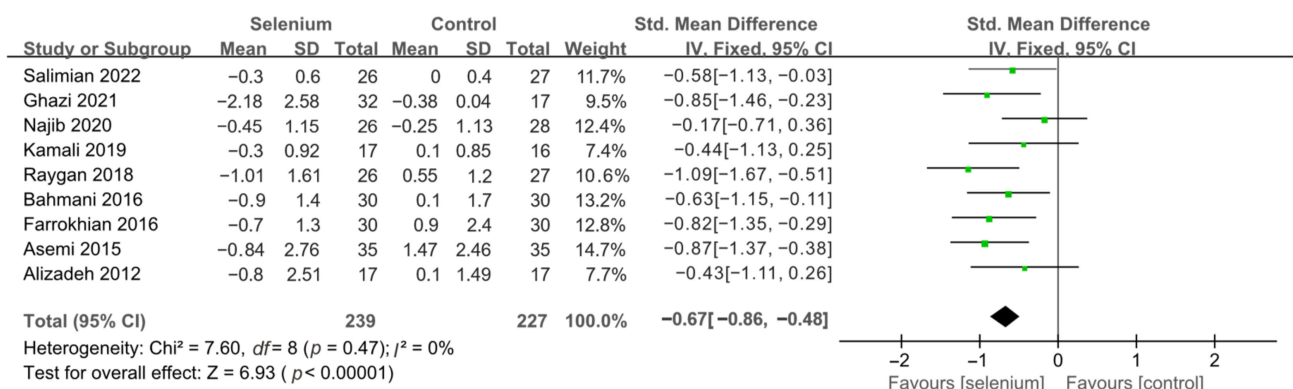 Selenium Control Std. Mean Difference Std. Mean Difference
Study or Subgroup Mean SD Total Mean SD Total Weight IV, Fixed, 95% CI IV, Fixed, 95% CI
Salimian 2022 −0.3 0.6 26 0 0.4 27 11.7% −0.58[−1.13, −0.03]
Ghazi 2021 −2.18 2.58 32 −0.38 0.04 17 9.5% −0.85[−1.46, −0.23]
Najib 2020 −0.45 1.15 26 −0.25 1.13 28 12.4% −0.17[−0.71, 0.36]
Kamali 2019 −0.3 0.92 17 0.1 0.85 16 7.4% −0.44[−1.13, 0.25]
Raygan 2018 −1.01 1.61 26 0.55 1.2 27 10.6% −1.09[−1.67, −0.51]
Bahmani 2016 −0.9 1.4 30 0.1 1.7 30 13.2% −0.63[−1.15, −0.11]
Farrokhian 2016 −0.7 1.3 30 0.9 2.4 30 12.8% −0.82[−1.35, −0.29]
Asemi 2015 −0.84 2.76 35 1.47 2.46 35 14.7% −0.87[−1.37, −0.38]
Alizadeh 2012 −0.8 2.51 17 0.1 1.49 17 7.7% −0.43[−1.11, 0.26]
Total (95% CI) 239 227 100.0% −0.67[−0.86, −0.48]
Heterogeneity: Chi² = 7.60, df = 8 (p = 0.47); I² = 0%
Test for overall effect: Z = 6.93 (p < 0.00001)
−2 −1 0 1 2
Favours [selenium] Favours [control]